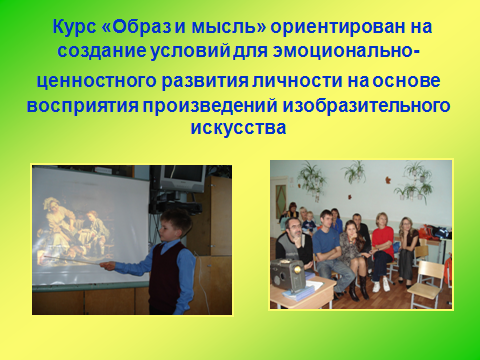 Курс «Образ и мысль» ориентирован на
создание условий для эмоционально-
ценностного развития личности на основе
восприятия произведений изобразительного
искусства